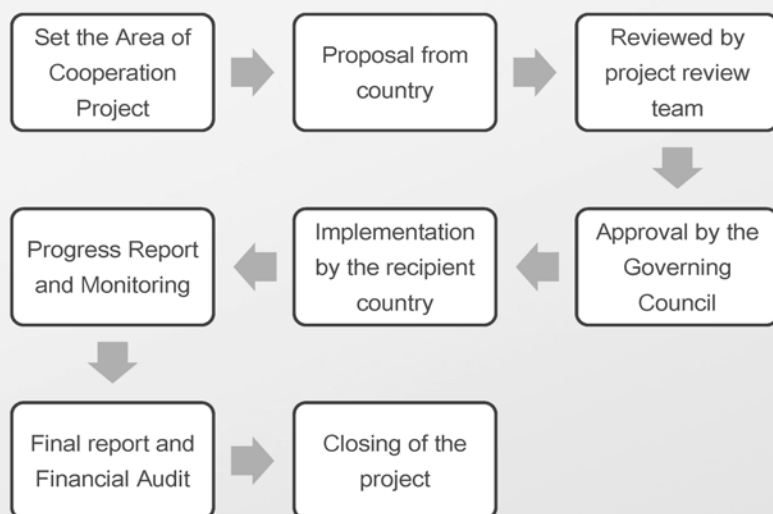 Set the Area of
Cooperation
Project
Proposal from
country
Reviewed by
project review
team
Approval by the
Governing
Council
Implementation
by the recipient
country
Progress Report
and Monitoring
Final report and
Financial Audit
Closing of the
project